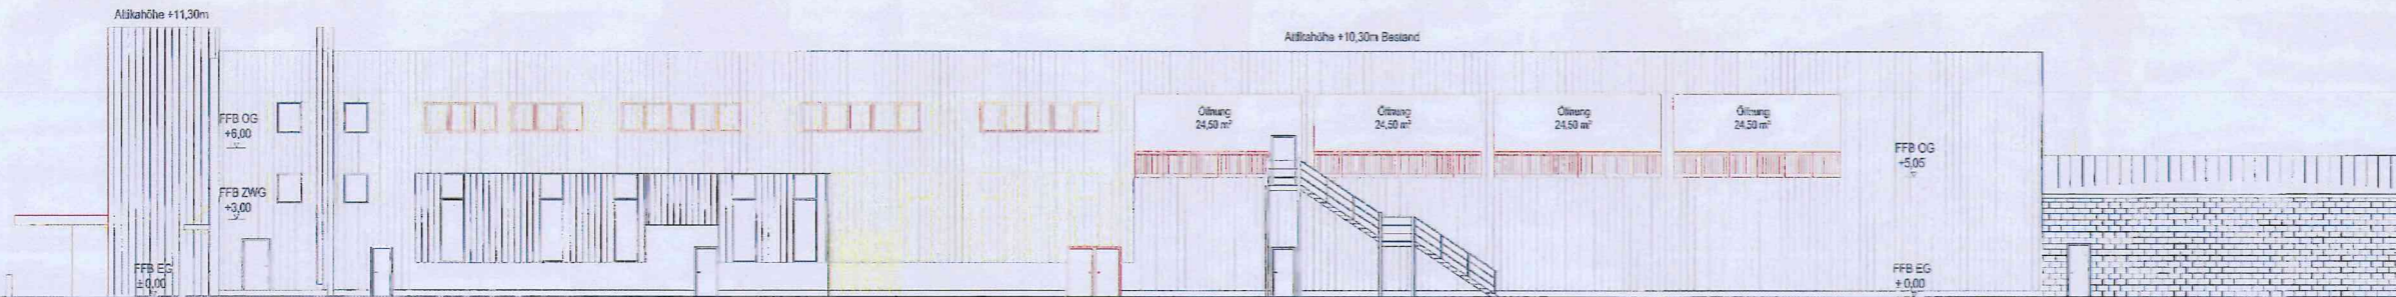 Attikahöhe +11,30m
Attikahöhe +10,30m Bestand
FFB OG
+6,00
FFB ZWG
+3,00
FFB EG
± 0,00
Öffnung
24,50 m²
Öffnung
24,50 m²
Öffnung
24,50 m²
Öffnung
24,50 m²
FFB OG
+5,05
FFB EG
± 0,00